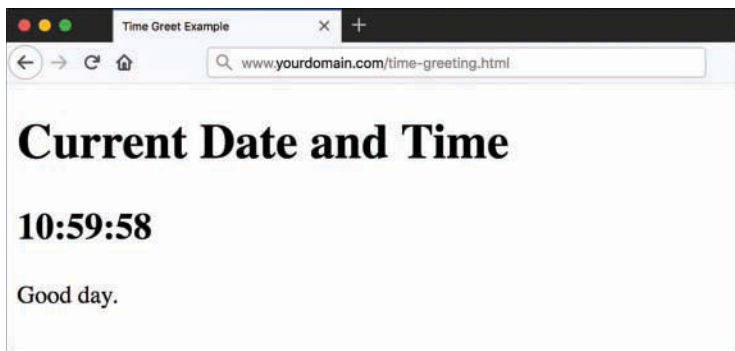 Time Greet Example
www.yourdomain.com/time-greeting.html
Current Date and Time
10:59:58
Good day.